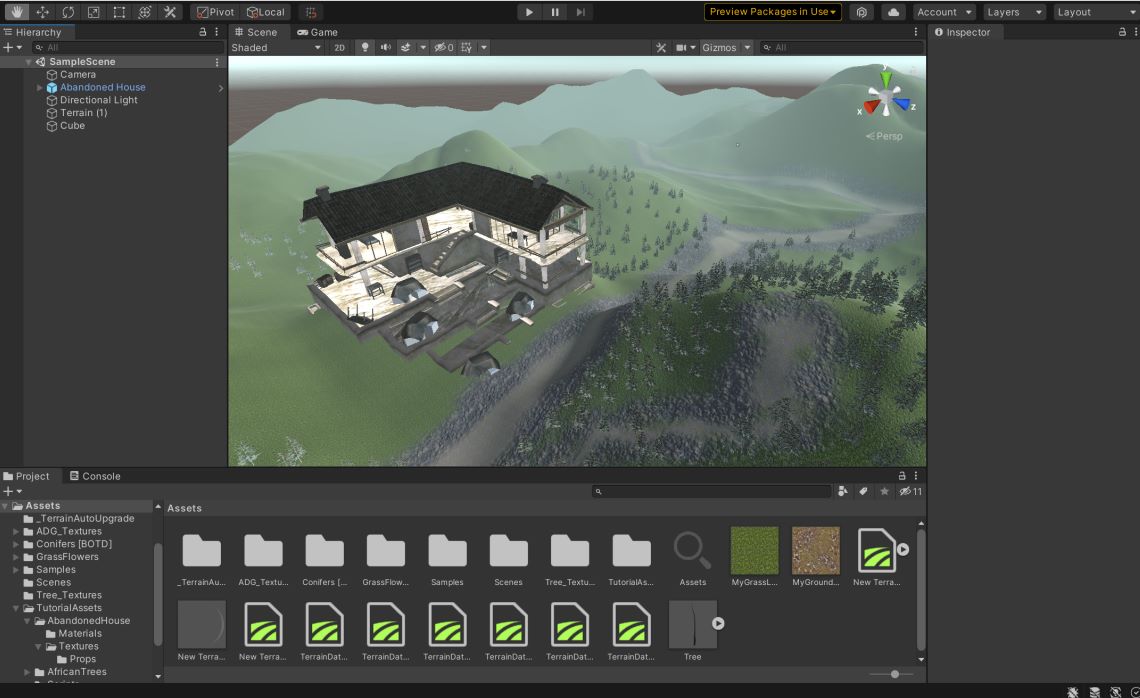 Pivot Local Preview Packages in Use Account Layers Layout
Hierarchy Scene Game Inspector
All Shaded 2D 0 Gizmos All
SampleScene
Camera
Abandoned House
Directional Light
Terrain (1)
Cube
y
x
z
Persp
Project Console
11
Assets
_TerrainAutoUpgrade
ADG_Textures
Conifers [BOTD]
GrassFlowers
Samples
Scenes
Tree_Textures
TutorialAssets
AbandonedHouse
Materials
Textures
Props
AfricanTrees
Assets
_TerrainAu... ADG_Textu... Conifers [... GrassFlow... Samples Scenes Tree_Textu... TutorialAs... Assets MyGrassL... MyGround... New Terra...
New Terra... New Terra... TerrainDat... TerrainDat... TerrainDat... TerrainDat... TerrainDat... TerrainDat... Tree